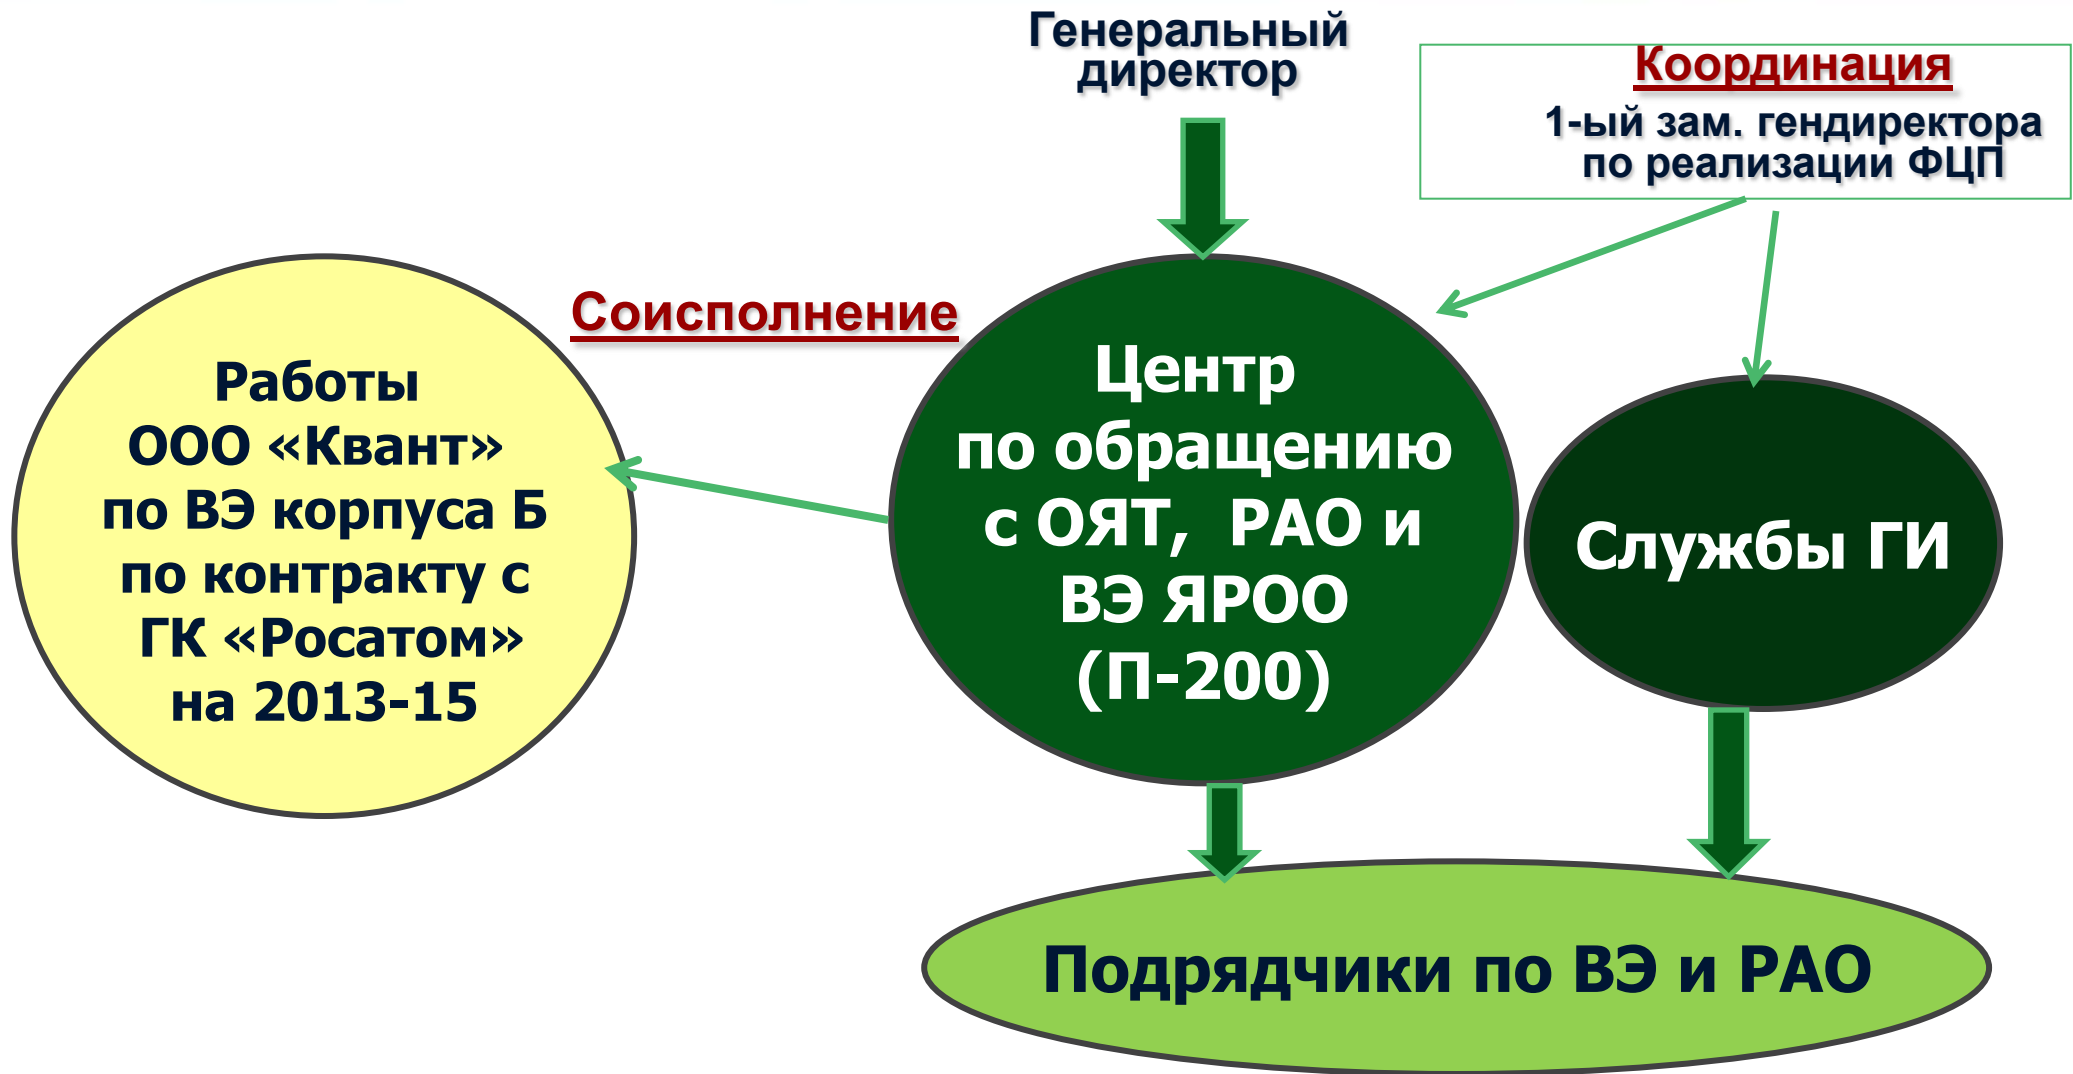 Генеральный
директор
Координация
1-ый зам. гендиректора
по реализации ФЦП
Соисполнение
Работы
ООО «Квант»
по ВЭ корпуса Б
по контракту с
ГК «Росатом»
на 2013-15
Центр
по обращению
с ОЯТ, РАО и
ВЭ ЯРОО
(П-200)
Службы ГИ
Подрядчики по ВЭ и РАО